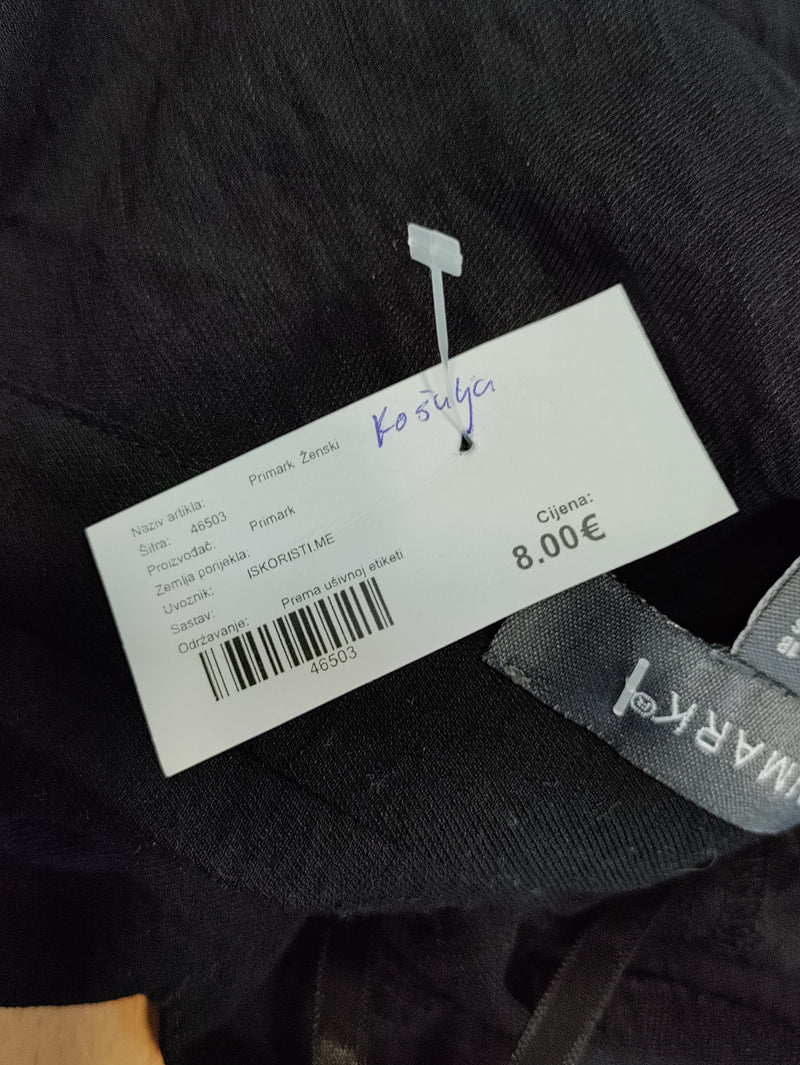 Košulja
Naziv artikla: Primark Ženski
Šifra: 46503
Proizvođač: Primark
Zemlja porijekla:
Uvoznik: ISKORISTI.ME
Sastav:
Održavanje: Prema ušivnoj etiketi
46503
Cijena:
8.00€
IMARK®